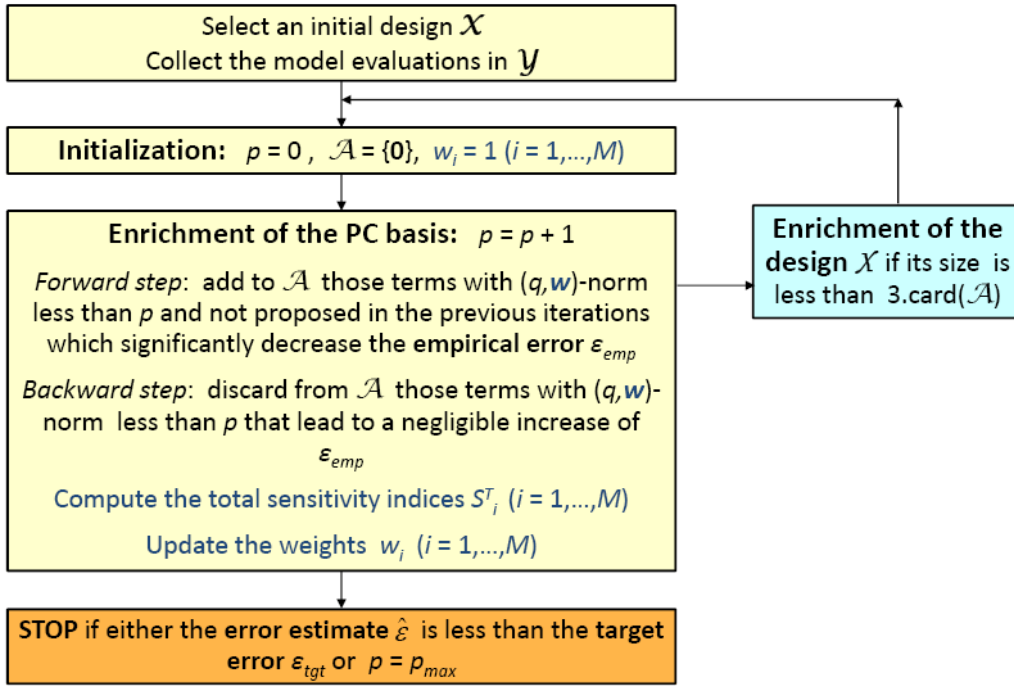 Select an initial design 𝒳
Collect the model evaluations in 𝒴
Initialization: p = 0 , 𝒜 = {0}, wᵢ = 1 (i = 1,...,M)
Enrichment of the PC basis: p = p + 1
Forward step: add to 𝒜 those terms with (q,w)-norm
less than p and not proposed in the previous iterations
which significantly decrease the empirical error ε_emp
Backward step: discard from 𝒜 those terms with (q,w)-
norm less than p that lead to a negligible increase of
ε_emp
Compute the total sensitivity indices Sᵀᵢ (i = 1,...,M)
Update the weights wᵢ (i = 1,...,M)
Enrichment of the
design 𝒳 if its size is
less than 3.card(𝒜)
STOP if either the error estimate ε̂ is less than the target
error ε_tgt or p = p_max